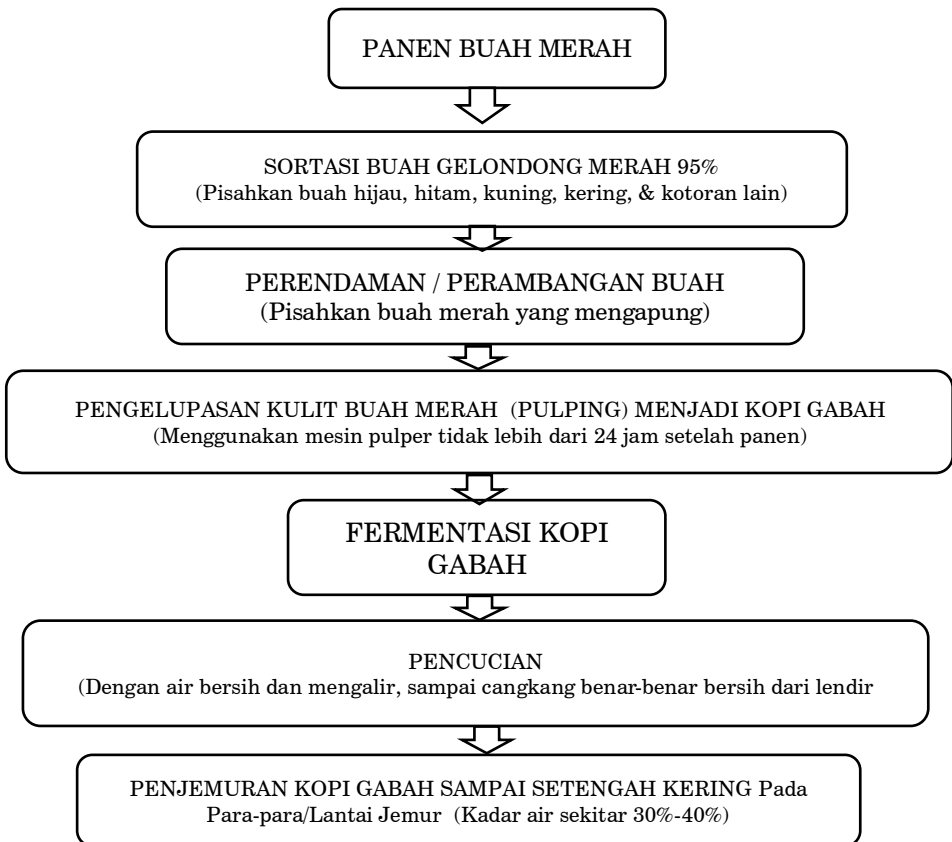 PANEN BUAH MERAH
SORTASI BUAH GELONDONG MERAH 95%
(Pisahkan buah hijau, hitam, kuning, kering, & kotoran lain)
PERENDAMAN / PERAMBANGAN BUAH
(Pisahkan buah merah yang mengapung)
PENGELUPASAN KULIT BUAH MERAH (PULPING) MENJADI KOPI GABAH
(Menggunakan mesin pulper tidak lebih dari 24 jam setelah panen)
FERMENTASI KOPI
GABAH
PENCUCIAN
(Dengan air bersih dan mengalir, sampai cangkang benar-benar bersih dari lendir
PENJEMURAN KOPI GABAH SAMPAI SETENGAH KERING Pada
Para-para/Lantai Jemur (Kadar air sekitar 30%-40%)